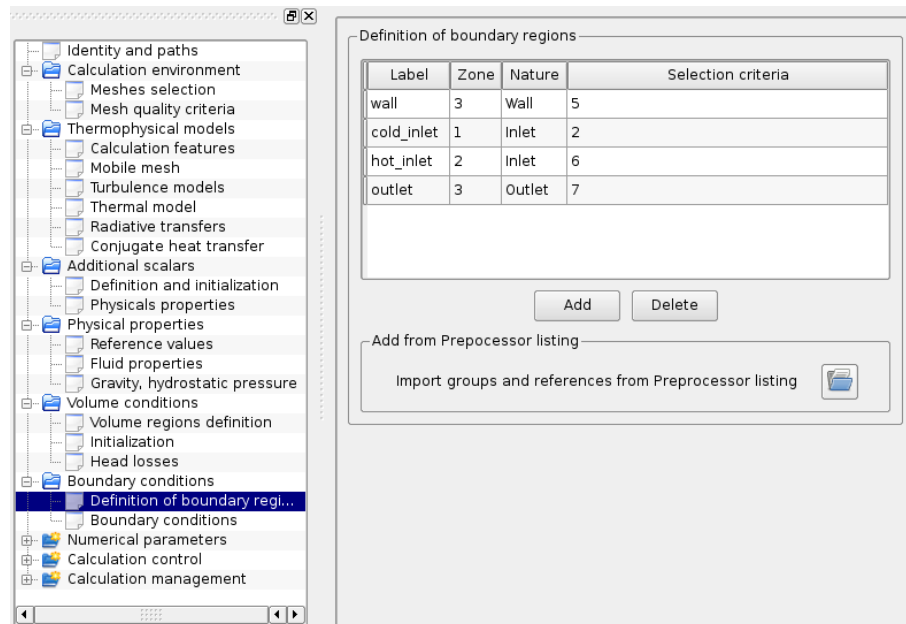 Identity and paths
Calculation environment
Meshes selection
Mesh quality criteria
Thermophysical models
Calculation features
Mobile mesh
Turbulence models
Thermal model
Radiative transfers
Conjugate heat transfer
Additional scalars
Definition and initialization
Physicals properties
Physical properties
Reference values
Fluid properties
Gravity, hydrostatic pressure
Volume conditions
Volume regions definition
Initialization
Head losses
Boundary conditions
Definition of boundary regi...
Boundary conditions
Numerical parameters
Calculation control
Calculation management
Definition of boundary regions
Label Zone Nature Selection criteria
wall 3 Wall 5
cold_inlet 1 Inlet 2
hot_inlet 2 Inlet 6
outlet 3 Outlet 7
Add Delete
Add from Prepocessor listing
Import groups and references from Preprocessor listing